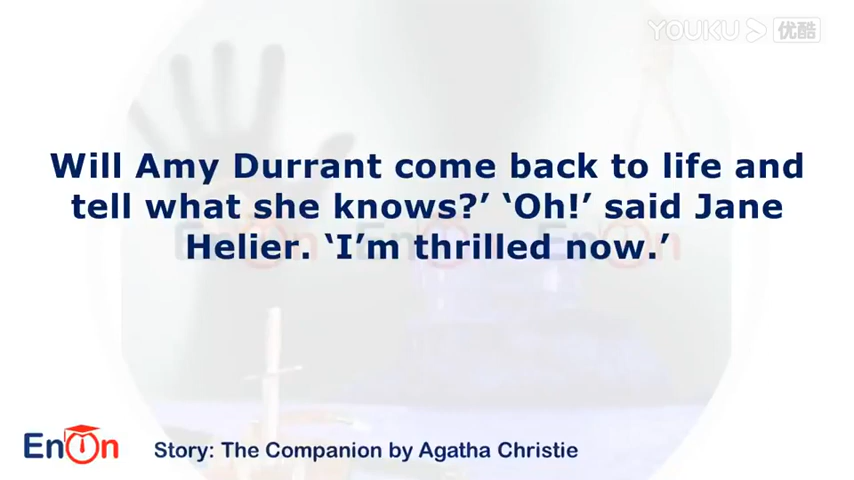 YOUKU 优酷
Will Amy Durrant come back to life and
tell what she knows?’ ‘Oh!’ said Jane
Helier. ‘I’m thrilled now.’
EnOn
Story: The Companion by Agatha Christie